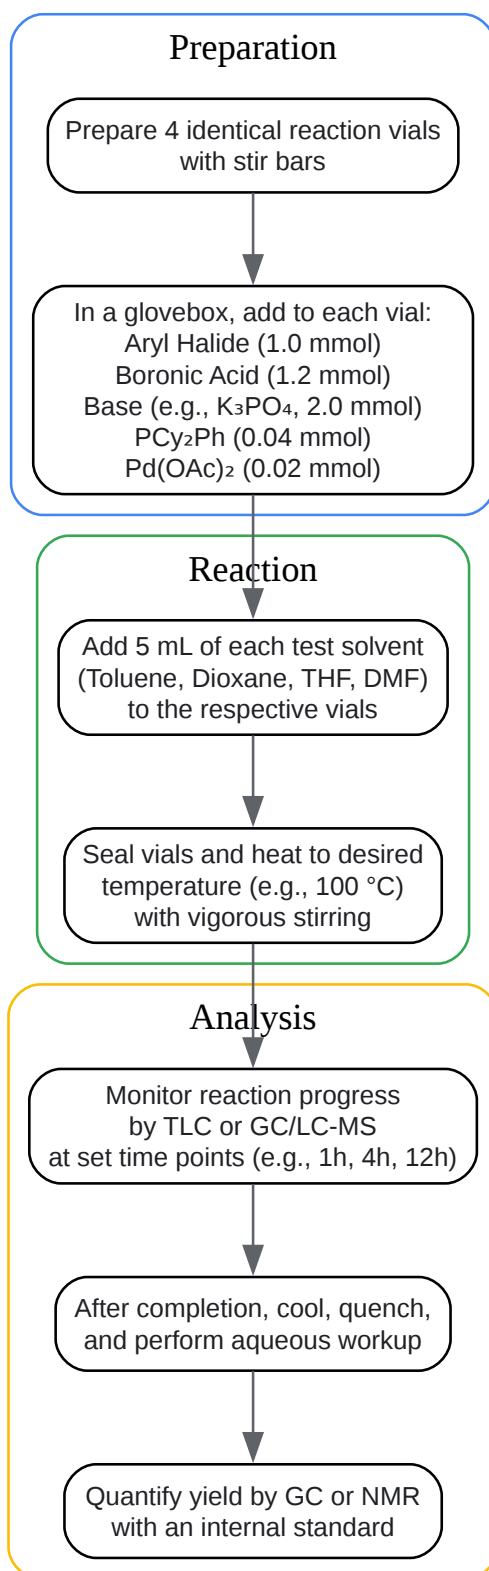 Preparation
Prepare 4 identical reaction vials
with stir bars
In a glovebox, add to each vial:
Aryl Halide (1.0 mmol)
Boronic Acid (1.2 mmol)
Base (e.g., K₃PO₄, 2.0 mmol)
PCy₂Ph (0.04 mmol)
Pd(OAc)₂ (0.02 mmol)
Reaction
Add 5 mL of each test solvent
(Toluene, Dioxane, THF, DMF)
to the respective vials
Seal vials and heat to desired
temperature (e.g., 100 °C)
with vigorous stirring
Analysis
Monitor reaction progress
by TLC or GC/LC-MS
at set time points (e.g., 1h, 4h, 12h)
After completion, cool, quench,
and perform aqueous workup
Quantify yield by GC or NMR
with an internal standard